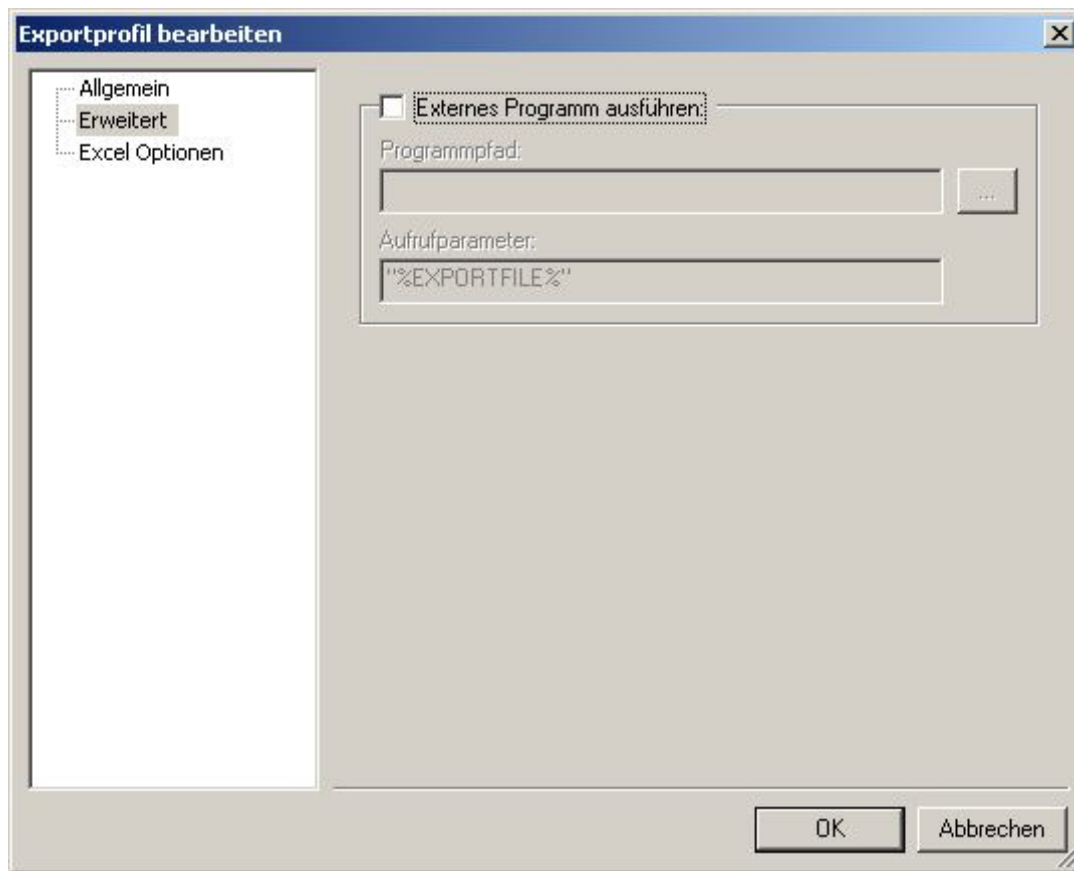 Exportprofil bearbeiten
Allgemein
Erweitert
Excel Optionen
Externes Programm ausführen:
Programmpfad:
...
Aufrufparameter:
"%EXPORTFILE%"
OK
Abbrechen